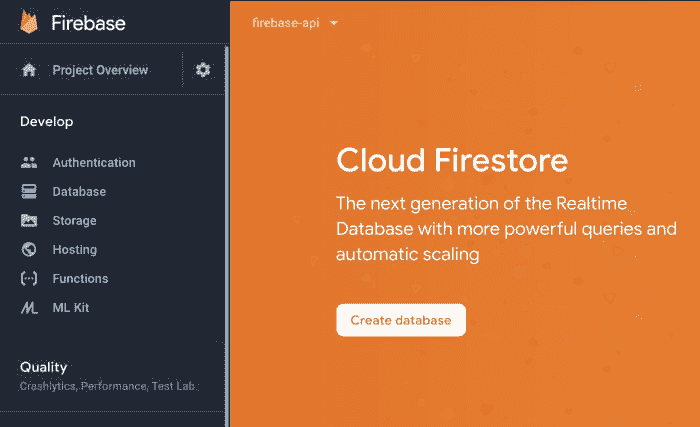 Firebase
Project Overview
Develop
Authentication
Database
Storage
Hosting
Functions
ML Kit
Quality
Crashlytics, Performance, Test Lab
firebase-api
Cloud Firestore
The next generation of the Realtime
Database with more powerful queries and
automatic scaling
Create database